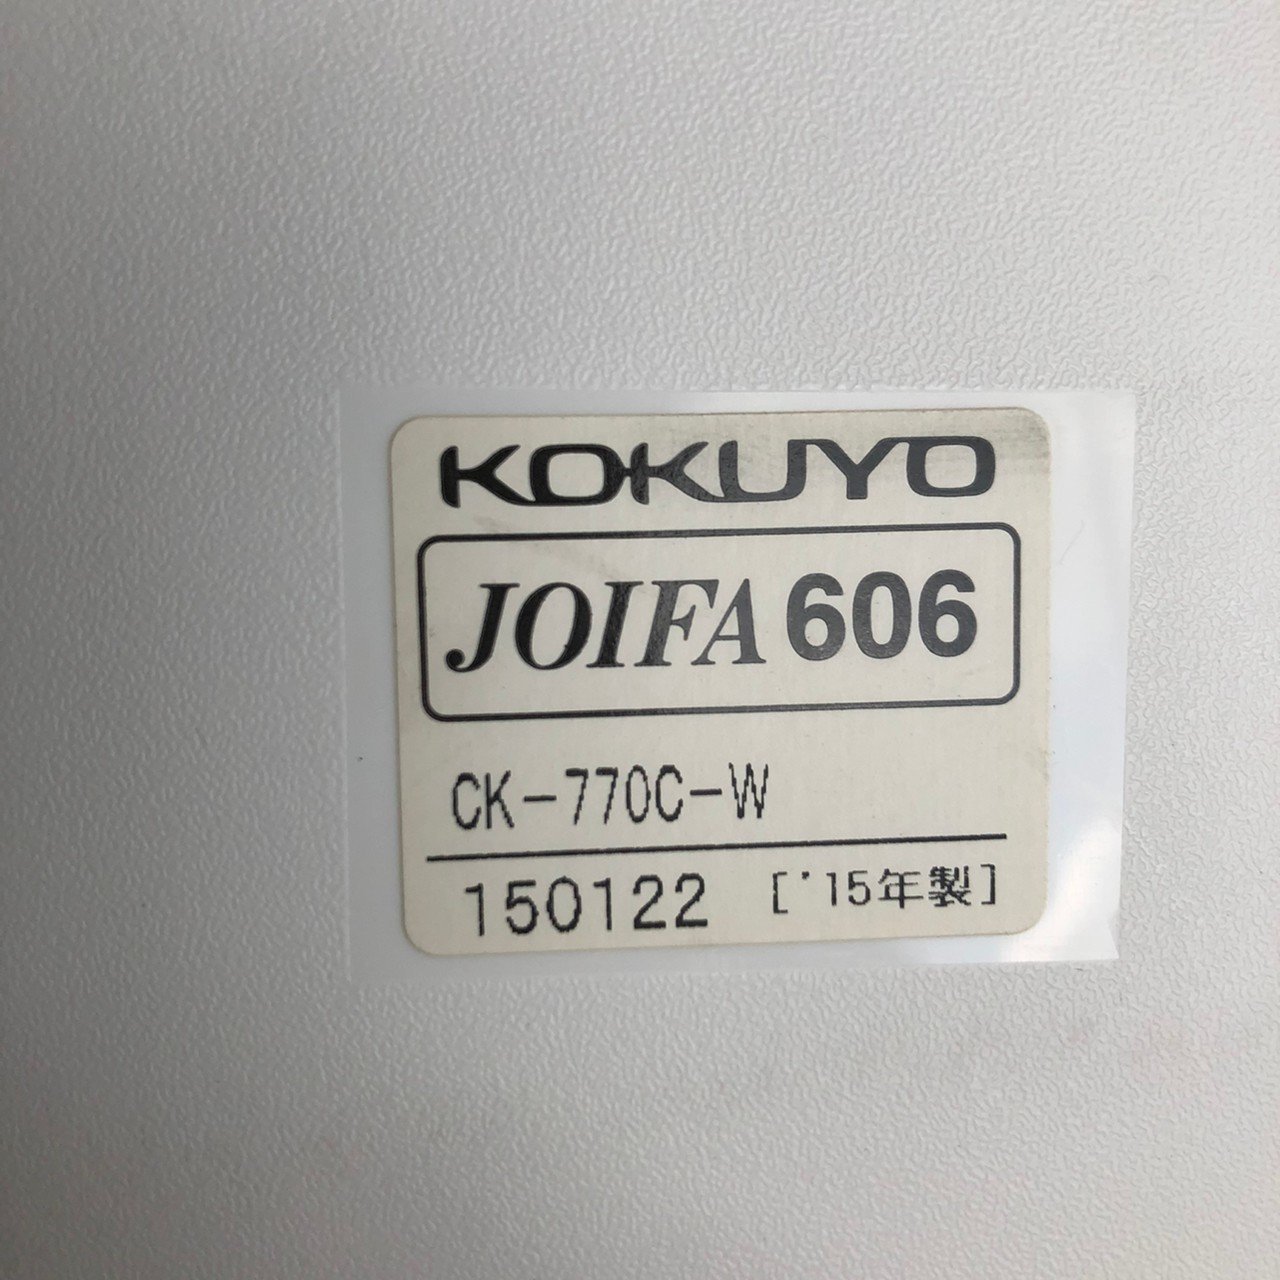 KOKUYO
JOIFA 606
CK-770C-W
150122 ['15年製]